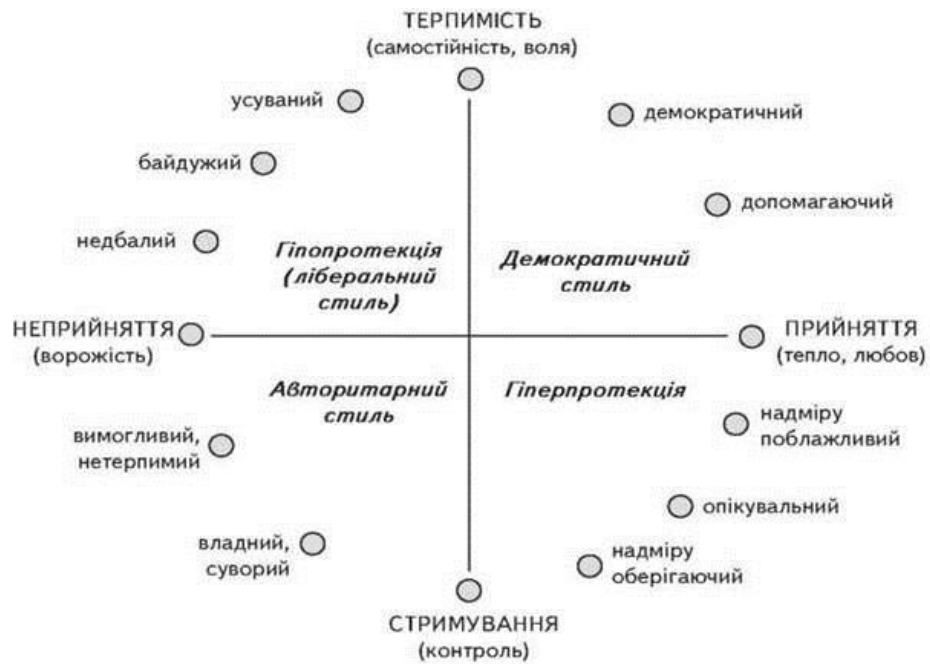 ТЕРПИМІСТЬ
(самостійність, воля)
усуваний
демократичний
байдужий
допомагаючий
недбалий
Гіпопротекція
(ліберальний
стиль)
Демократичний
стиль
НЕПРИЙНЯТТЯ
(ворожість)
ПРИЙНЯТТЯ
(тепло, любов)
Авторитарний
стиль
Гіперпротекція
надміру
поблажливий
вимогливий,
нетерпимий
опікувальний
владний,
суворий
надміру
оберігаючий
СТРИМУВАННЯ
(контроль)